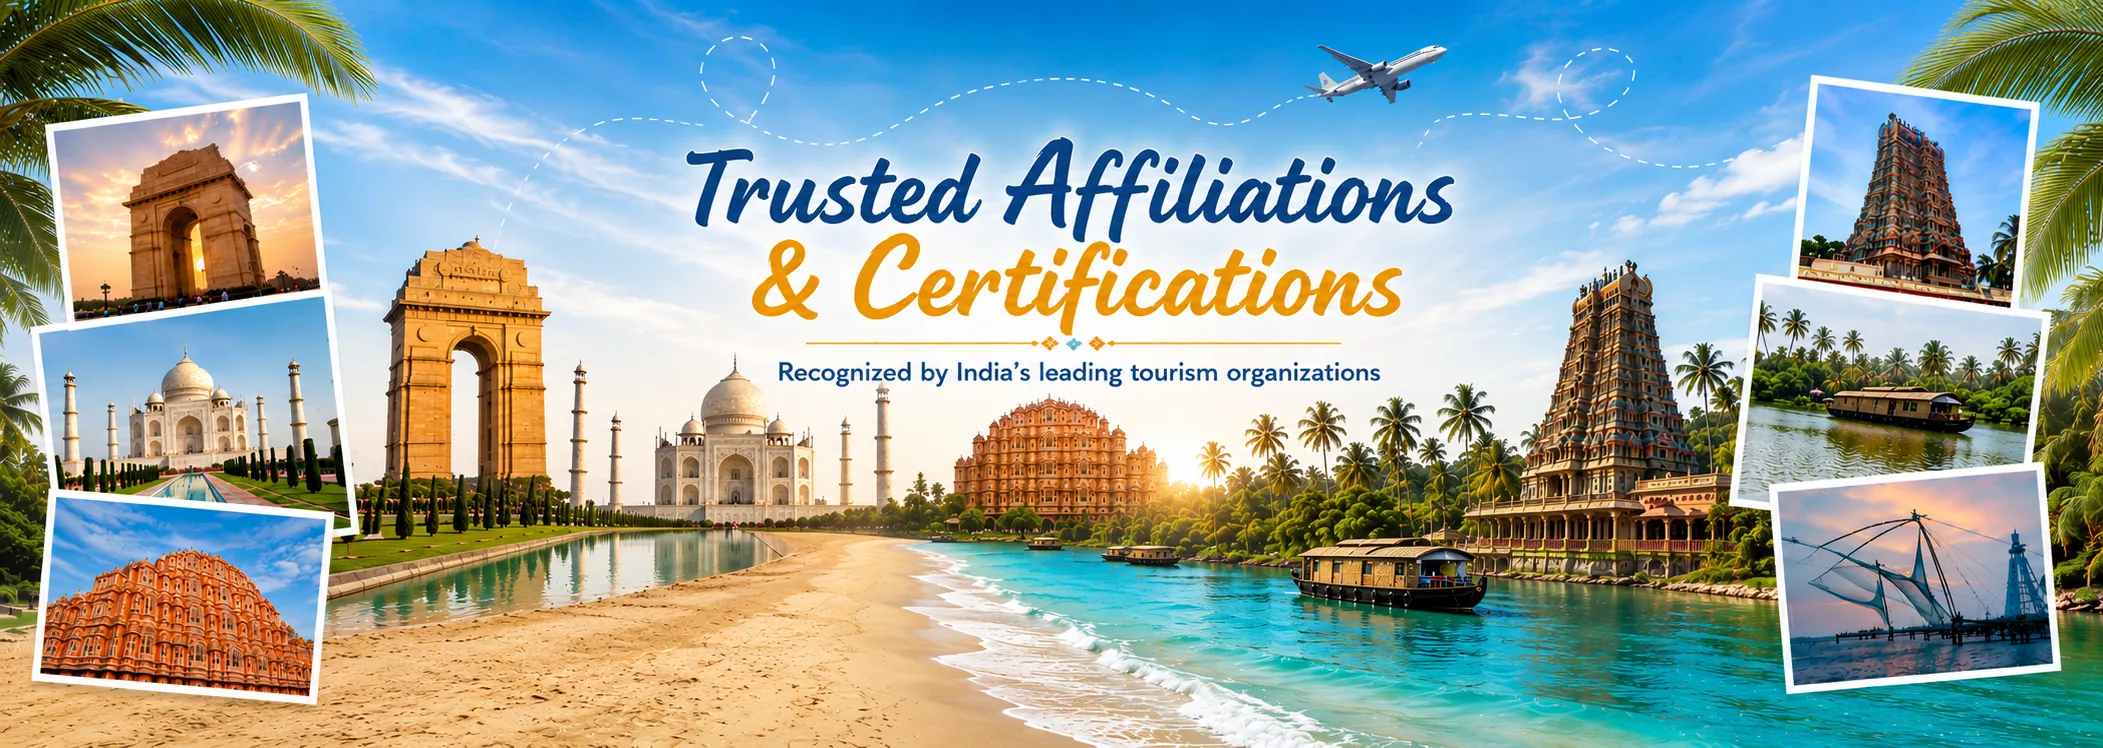 Trusted Affiliations
& Certifications
Recognized by India's leading tourism organizations